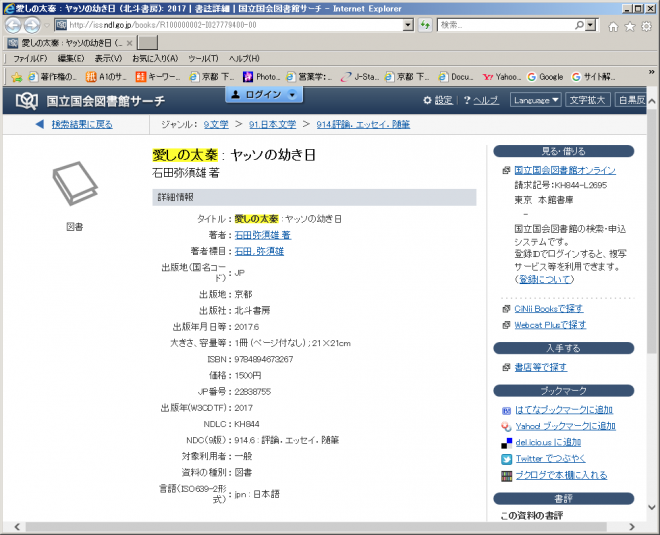 愛しの太秦 : ヤッソの幼き日 (北斗書房): 2017 | 書誌詳細 | 国立国会図書館サーチ - Internet Explorer
http://iss.ndl.go.jp/books/R100000002-I027779400-00
検索...
愛しの太秦 : ヤッソの幼き日 (...
ファイル(F) 編集(E) 表示(V) お気に入り(A) ツール(T) ヘルプ(H)
著作権の... A1のサ... キーワー... 京都 下... Photo... 営業学:... J-Sta... 京都 下... Docu... Yahoo... Google サイト解...
国立国会図書館サーチ
ログイン
設定 | ? ヘルプ
Language
文字拡大
白黒反
検索結果に戻る
ジャンル: 9.文学 > 91.日本文学 > 914.評論. エッセイ. 随筆
愛しの太秦 : ヤッソの幼き日
石田弥須雄 著
図書
詳細情報
タイトル : 愛しの太秦 : ヤッソの幼き日
著者 : 石田弥須雄 著
著者標目 : 石田, 弥須雄
出版地(国名コード) : JP
出版地 : 京都
出版社 : 北斗書房
出版年月日等 : 2017.6
大きさ、容量等 : 1冊 (ページ付なし) ; 21×21cm
ISBN : 9784894673267
価格 : 1500円
JP番号 : 22938755
出版年(W3CDTF) : 2017
NDLC : KH844
NDC(9版) : 914.6 : 評論. エッセイ. 随筆
対象利用者 : 一般
資料の種別 : 図書
言語(ISO639-2形式) : jpn : 日本語
見る・借りる
国立国会図書館オンライン
請求記号:KH844-L2695
東京 本館書庫
-
国立国会図書館の検索・申込
システムです。
登録IDでログインすると、複写
サービス等を利用できます。
(登録について)
CiNii Booksで探す
Webcat Plusで探す
入手する
書店等で探す
ブックマーク
はてなブックマークに追加
Yahoo!ブックマークに追加
del.icio.us に追加
Twitter でつぶやく
ブクログで本棚に入れる
書評
この資料の書評